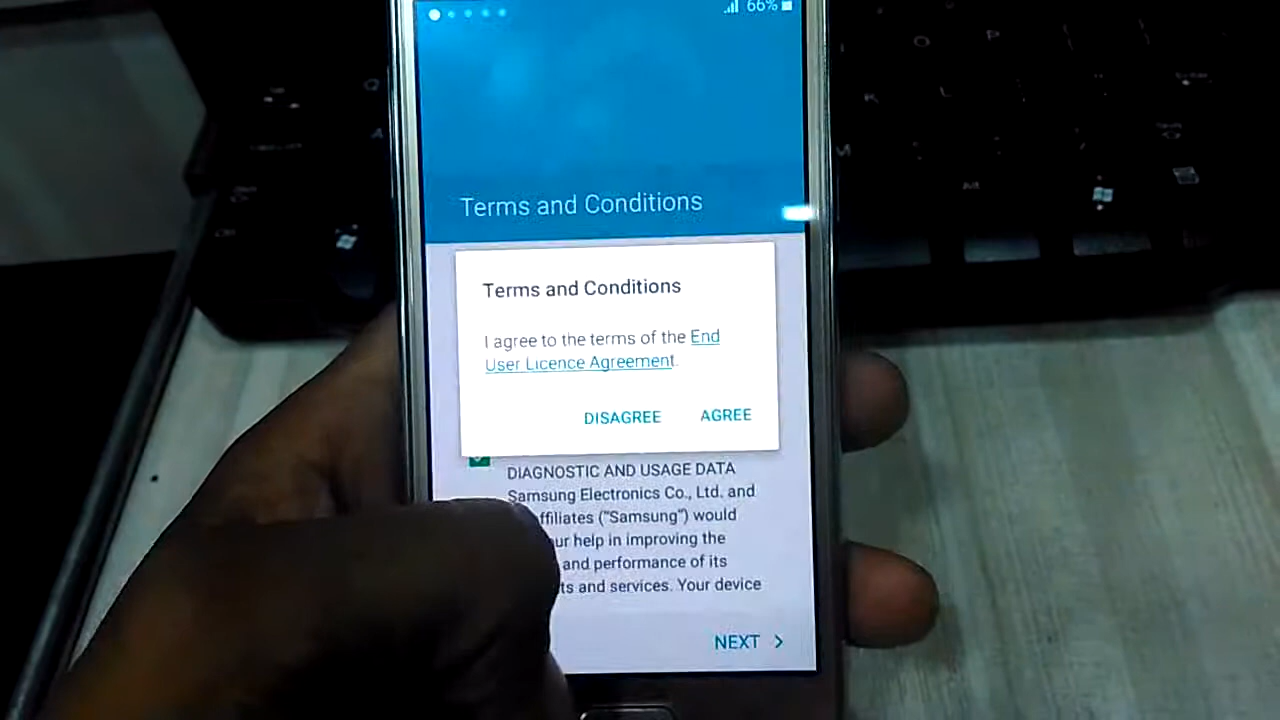 66%
Terms and Conditions
Terms and Conditions
I agree to the terms of the End
User Licence Agreement.
DISAGREE AGREE
DIAGNOSTIC AND USAGE DATA
Samsung Electronics Co., Ltd. and
affiliates ("Samsung") would
help in improving the
and performance of its
and services. Your device
NEXT >
O P
Q
K L
A
M
M